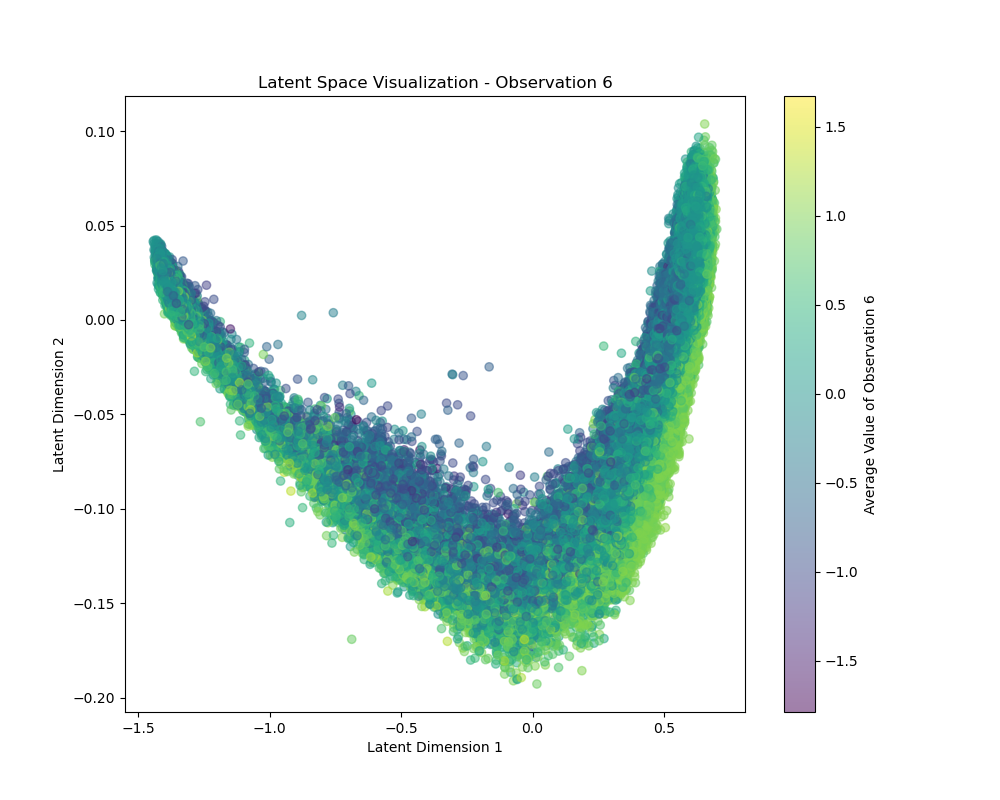 Latent Space Visualization - Observation 6
0.10
0.05
0.00
−0.05
−0.10
−0.15
−0.20
Latent Dimension 2
−1.5 −1.0 −0.5 0.0 0.5
Latent Dimension 1
1.5
1.0
0.5
0.0
−0.5
−1.0
−1.5
Average Value of Observation 6